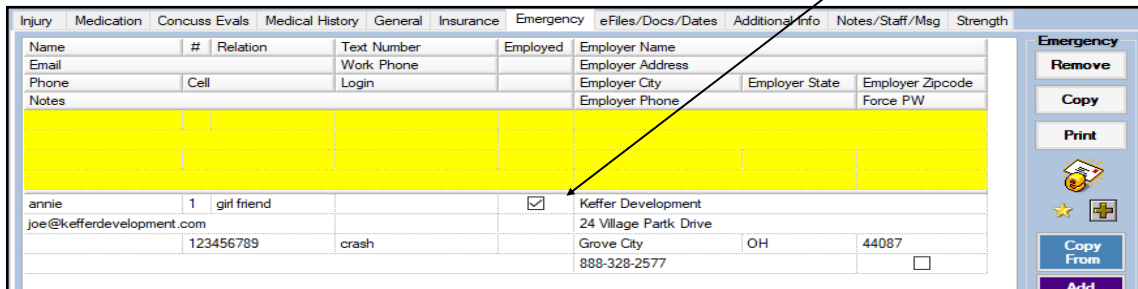 Injury Medication Concuss Evals Medical History General Insurance Emergency eFiles/Docs/Dates Additional Info Notes/Staff/Msg Strength
Name # Relation Text Number Employed Employer Name
Email Work Phone Employer Address
Phone Cell Login Employer City Employer State Employer Zipcode
Notes Employer Phone Force PW
annie 1 girl friend Keffer Development
joe@kefferdevelopment.com 24 Village Partk Drive
123456789 crash Grove City OH 44087
888-328-2577
Emergency
Remove
Copy
Print
Copy
From
Add